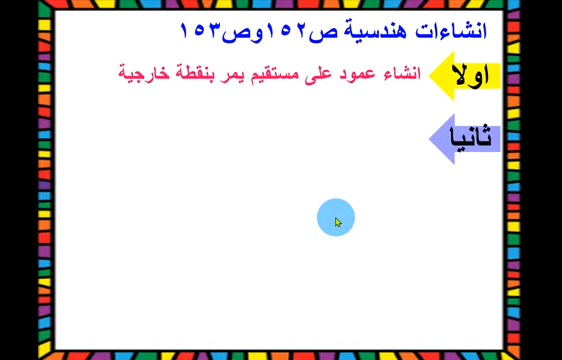 انشاءات هندسية ص١٥٢وص١٥٣
اولا انشاء عمود على مستقيم يمر بنقطة خارجية
ثانيا